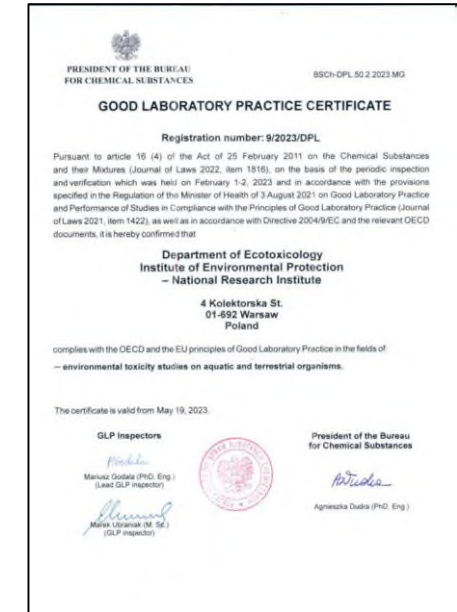 PRESIDENT OF THE BUREAU
FOR CHEMICAL SUBSTANCES
BSCh-DPL.50.2.2023.MG
GOOD LABORATORY PRACTICE CERTIFICATE
Registration number: 9/2023/DPL
Pursuant to article 16 (4) of the Act of 25 February 2011 on the Chemical Substances
and their Mixtures (Journal of Laws 2022, item 1816), on the basis of the periodic inspection
and verification which was held on February 1-2, 2023 and in accordance with the provisions
specified in the Regulation of the Minister of Health of 3 August 2021 on Good Laboratory Practice
and Performance of Studies in Compliance with the Principles of Good Laboratory Practice (Journal
of Laws 2021, item 1422), as well as in accordance with Directive 2004/9/EC and the relevant OECD
documents, it is hereby confirmed that
Department of Ecotoxicology
Institute of Environmental Protection
– National Research Institute
4 Kolektorska St.
01-692 Warsaw
Poland
complies with the OECD and the EU principles of Good Laboratory Practice in the fields of:
— environmental toxicity studies on aquatic and terrestrial organisms.
The certificate is valid from May 19, 2023.
GLP Inspectors
Mariusz Godala (PhD, Eng.)
(Lead GLP inspector)
Marek Ubraniak (M. Sc.)
(GLP inspector)
President of the Bureau
for Chemical Substances
Agnieszka Dudra (PhD, Eng.)